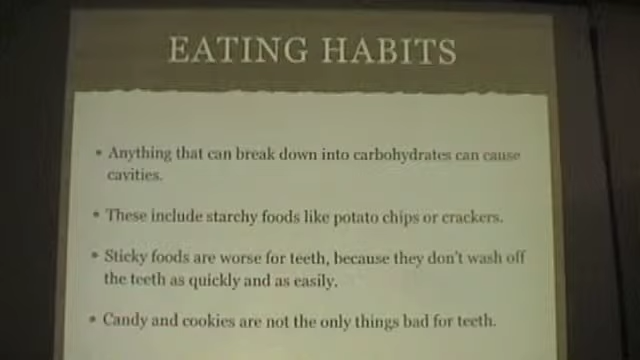 EATING HABITS
• Anything that can break down into carbohydrates can cause
cavities.
• These include starchy foods like potato chips or crackers.
• Sticky foods are worse for teeth, because they don't wash off
the teeth as quickly and as easily.
• Candy and cookies are not the only things bad for teeth.